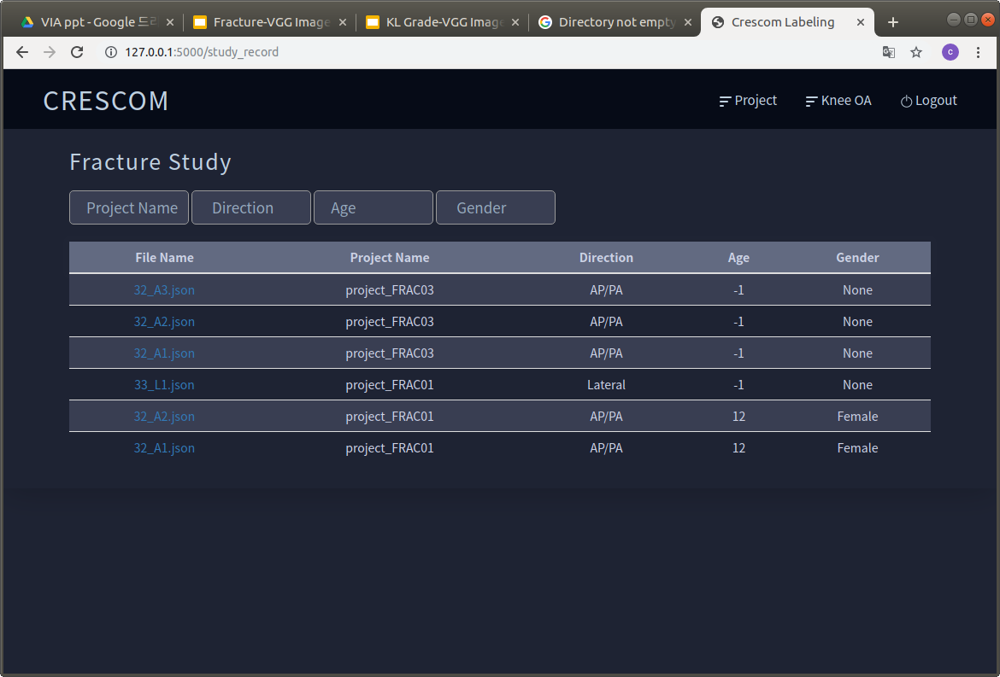 VIA ppt - Google 드라 Fracture-VGG Image KL Grade-VGG Image Directory not empty Crescom Labeling
127.0.0.1:5000/study_record
C
CRESCOM Project Knee OA Logout
Fracture Study
Project Name Direction Age Gender
File Name Project Name Direction Age Gender
32_A3.json project_FRAC03 AP/PA -1 None
32_A2.json project_FRAC03 AP/PA -1 None
32_A1.json project_FRAC03 AP/PA -1 None
33_L1.json project_FRAC01 Lateral -1 None
32_A2.json project_FRAC01 AP/PA 12 Female
32_A1.json project_FRAC01 AP/PA 12 Female